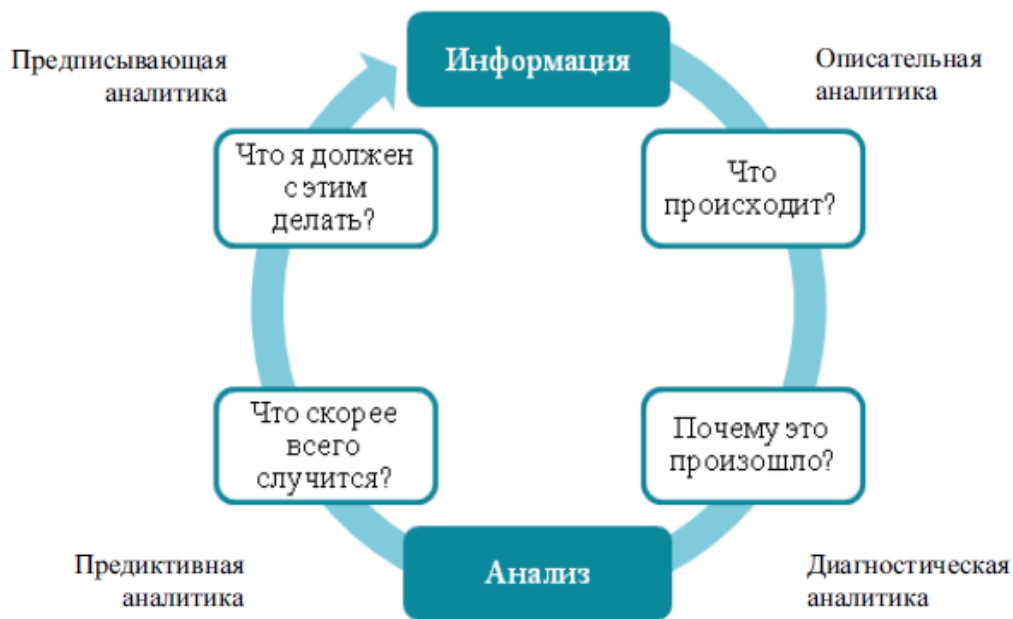 Информация
Предписывающая
аналитика
Описательная
аналитика
Что я должен
с этим
делать?
Что
происходит?
Что скорее
всего
случится?
Почему это
произошло?
Анализ
Предиктивная
аналитика
Диагностическая
аналитика